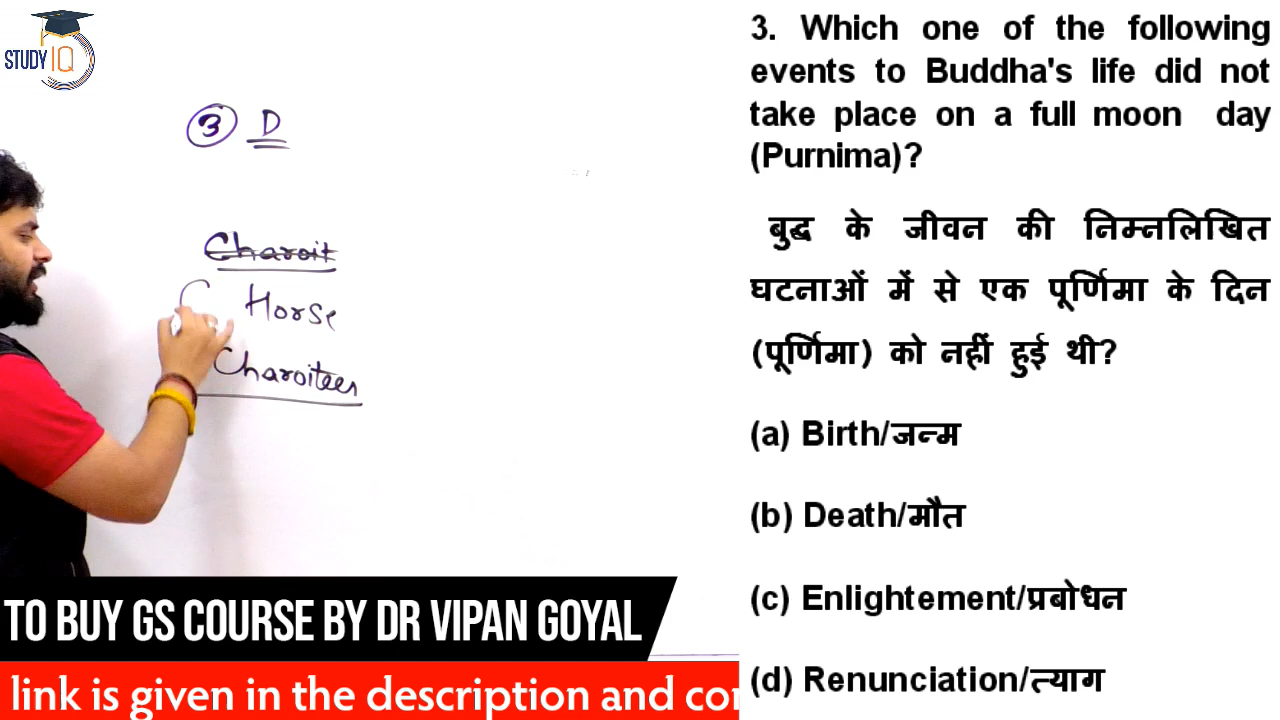 STUDY IQ
3 D
Charoit
Horse
Charoiteer
3. Which one of the following
events to Buddha's life did not
take place on a full moon day
(Purnima)?
बुद्ध के जीवन की निम्नलिखित
घटनाओं में से एक पूर्णिमा के दिन
(पूर्णिमा) को नहीं हुई थी?
(a) Birth/जन्म
(b) Death/मौत
(c) Enlightement/प्रबोधन
(d) Renunciation/त्याग
TO BUY GS COURSE BY DR VIPAN GOYAL
link is given in the description and